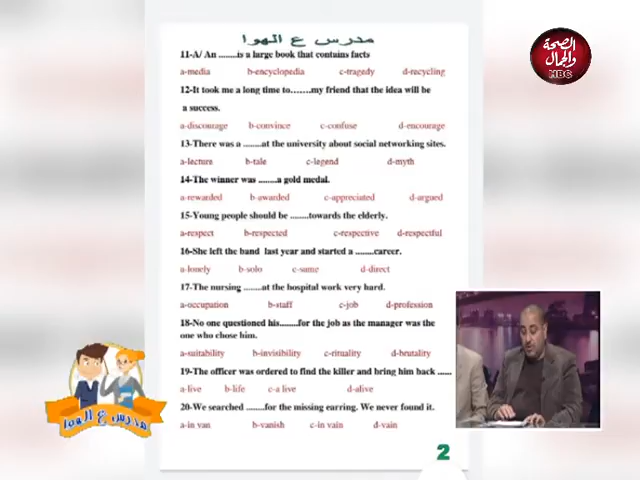 مدرس ع الهوا
11-A/ An ........is a large book that contains facts
a-media b-encyclopedia c-tragedy d-recycling
12-It took me a long time to.......my friend that the idea will be
a success.
a-discourage b-convince c-confuse d-encourage
13-There was a ........at the university about social networking sites.
a-lecture b-tale c-legend d-myth
14-The winner was ........a gold medal.
a-rewarded b-awarded c-appreciated d-argued
15-Young people should be ........towards the elderly.
a-respect b-respected c-respective d-respectful
16-She left the band last year and started a ........career.
a-lonely b-solo c-same d-direct
17-The nursing ........at the hospital work very hard.
a-occupation b-staff c-job d-profession
18-No one questioned his........for the job as the manager was the
one who chose him.
a-suitability b-invisibility c-rituality d-brutality
19-The officer was ordered to find the killer and bring him back ......
a-live b-life c-a live d-alive
20-We searched ........for the missing earring. We never found it.
a-in van b-vanish c-in vain d-vain
2
الصحة
والجمال
HBC
مدرس ع الهوا